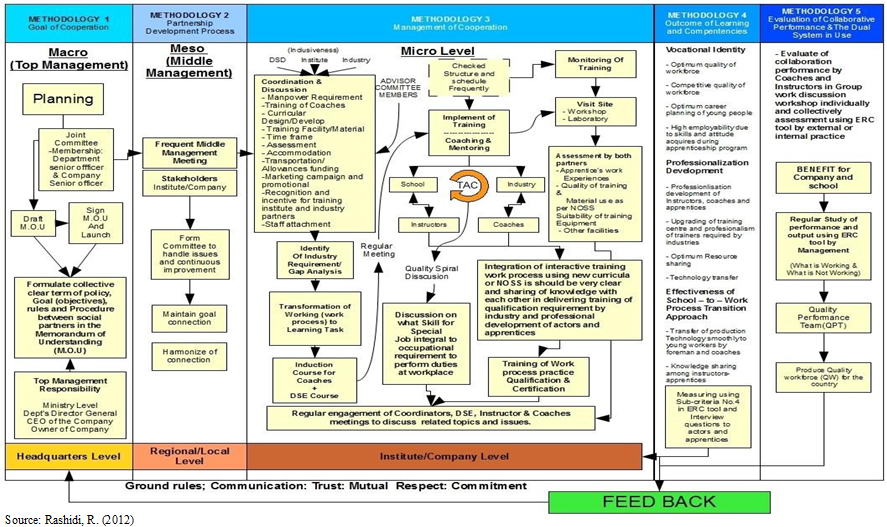 METHODOLOGY 1
Goal of Cooperation
Macro
(Top Management)
Planning
Joint
Committee
-Membership:
Department
senior officer
& Company
Senior officer
Draft
M.O.U
Sign
M.O.U
And
Launch
Formulate collective
clear term of policy,
Goal (objectives),
rules and Procedure
between social
partners in the
Memorandum of
Understanding (M.O.U)
Top Management
Responsibility
Ministry Level
Dept's Director General
CEO of the Company
Owner of Company
Headquarters Level
METHODOLOGY 2
Partnership
Development Process
Meso
(Middle
Management)
Frequent Middle
Management
Meeting
Stakeholders
Institute/Company
Form
Committee to
handle issues
and continuous
improvement
Maintain goal
connection
Harmonize of
connection
Regional/Local
Level
METHODOLOGY 3
Management of Cooperation
Micro Level
(Inclusiveness)
DSD
Institute
Industry
Coordination &
Discussion
- Manpower Requirement
-Training of Coaches
- Curricular
Design/Develop
- Training Facility/Material
- Time frame
- Assessment
- Accommodation
- Transportation/
Allowances funding
-Marketing campaign and
promotional
-Recognition and
incentive for training
institute and industry
partners
-Staff attachment
ADVISOR
COMMITTEE
MEMBERS
Identify
Of Industry
Requirement/
Gap Analysis
Transformation of
Working (work
process) to
Learning Task
Induction
Course for
Coaches
+
DSE Course
Regular
Meeting
Checked
Structure and
schedule
Frequently
Implement of
Training
Coaching &
Mentoring
School
TAC
Industry
Instructors
Coaches
Quality Spiral
Disscusion
Discussion on
what Skill for
Special
Job integral to
occupational
requirement to
perform duties at
workplace
Monitoring Of
Training
Visit Site
- Workshop
- Laboratory
Assessment by both
partners
- Apprentice's work
Experiences
- Quality of training
&
Material use as
per NOSS
Suitability of training
Equipment
- Other facilities
Integration of interactive training
work process using new curricula
or NOSS is should be very clear
and sharing of knowledge with
each other in delivering training of
qualification requirement by
industry and professional
development of actors and
apprentices
Training of Work
process practice
Qualification &
Certification
Regular engagement of Coordinators, DSE, Instructor & Coaches
meetings to discuss related topics and issues.
Institute/Company Level
METHODOLOGY 4
Outcome of Learning
and Competencies
Vocational Identity
- Optimum quality of
workforce
- Competitive quality of
workforce
- Optimum career
planning of young people
- High employability due
to skills and attitude
acquires during
apprenticeship program
Professionalization
Development
- Professionlisation
development of
Instructors, coaches and
apprentices
- Upgrading of training
centre and profesionalism
of trainers required by
industries
- Optimum Resource
sharing
- Technology transfer
Effectiveness of
School – to – Work
Process Transition
Approach
- Transfer of production
Technology smoothly to
young workers by
foreman and coaches
- Knowledge sharing
among instructors-
apprentices
Measuring using
Sub-criteria No.4
in ERC tool and
Interview
questions to
actors and
apprentices
METHODOLOGY 5
Evaluation of Collaborative
Performance & The Dual
System in Use
- Evaluate of
collaboration
performance by
Coaches and
Instructors in Group
work discussion
workshop individually
and collectively
assessment using ERC
tool by external or
internal practice
BENEFIT for
Company and
school
Regular Study of
performance and
output using ERC
tool by
Management
(What is Working &
What is Not Working)
Quality
Performance
Team(QPT)
Produce Quality
workforce (QW) for the
country
Ground rules; Communication: Trust: Mutual Respect: Commitment
FEED BACK
Source: Rashidi, R. (2012)